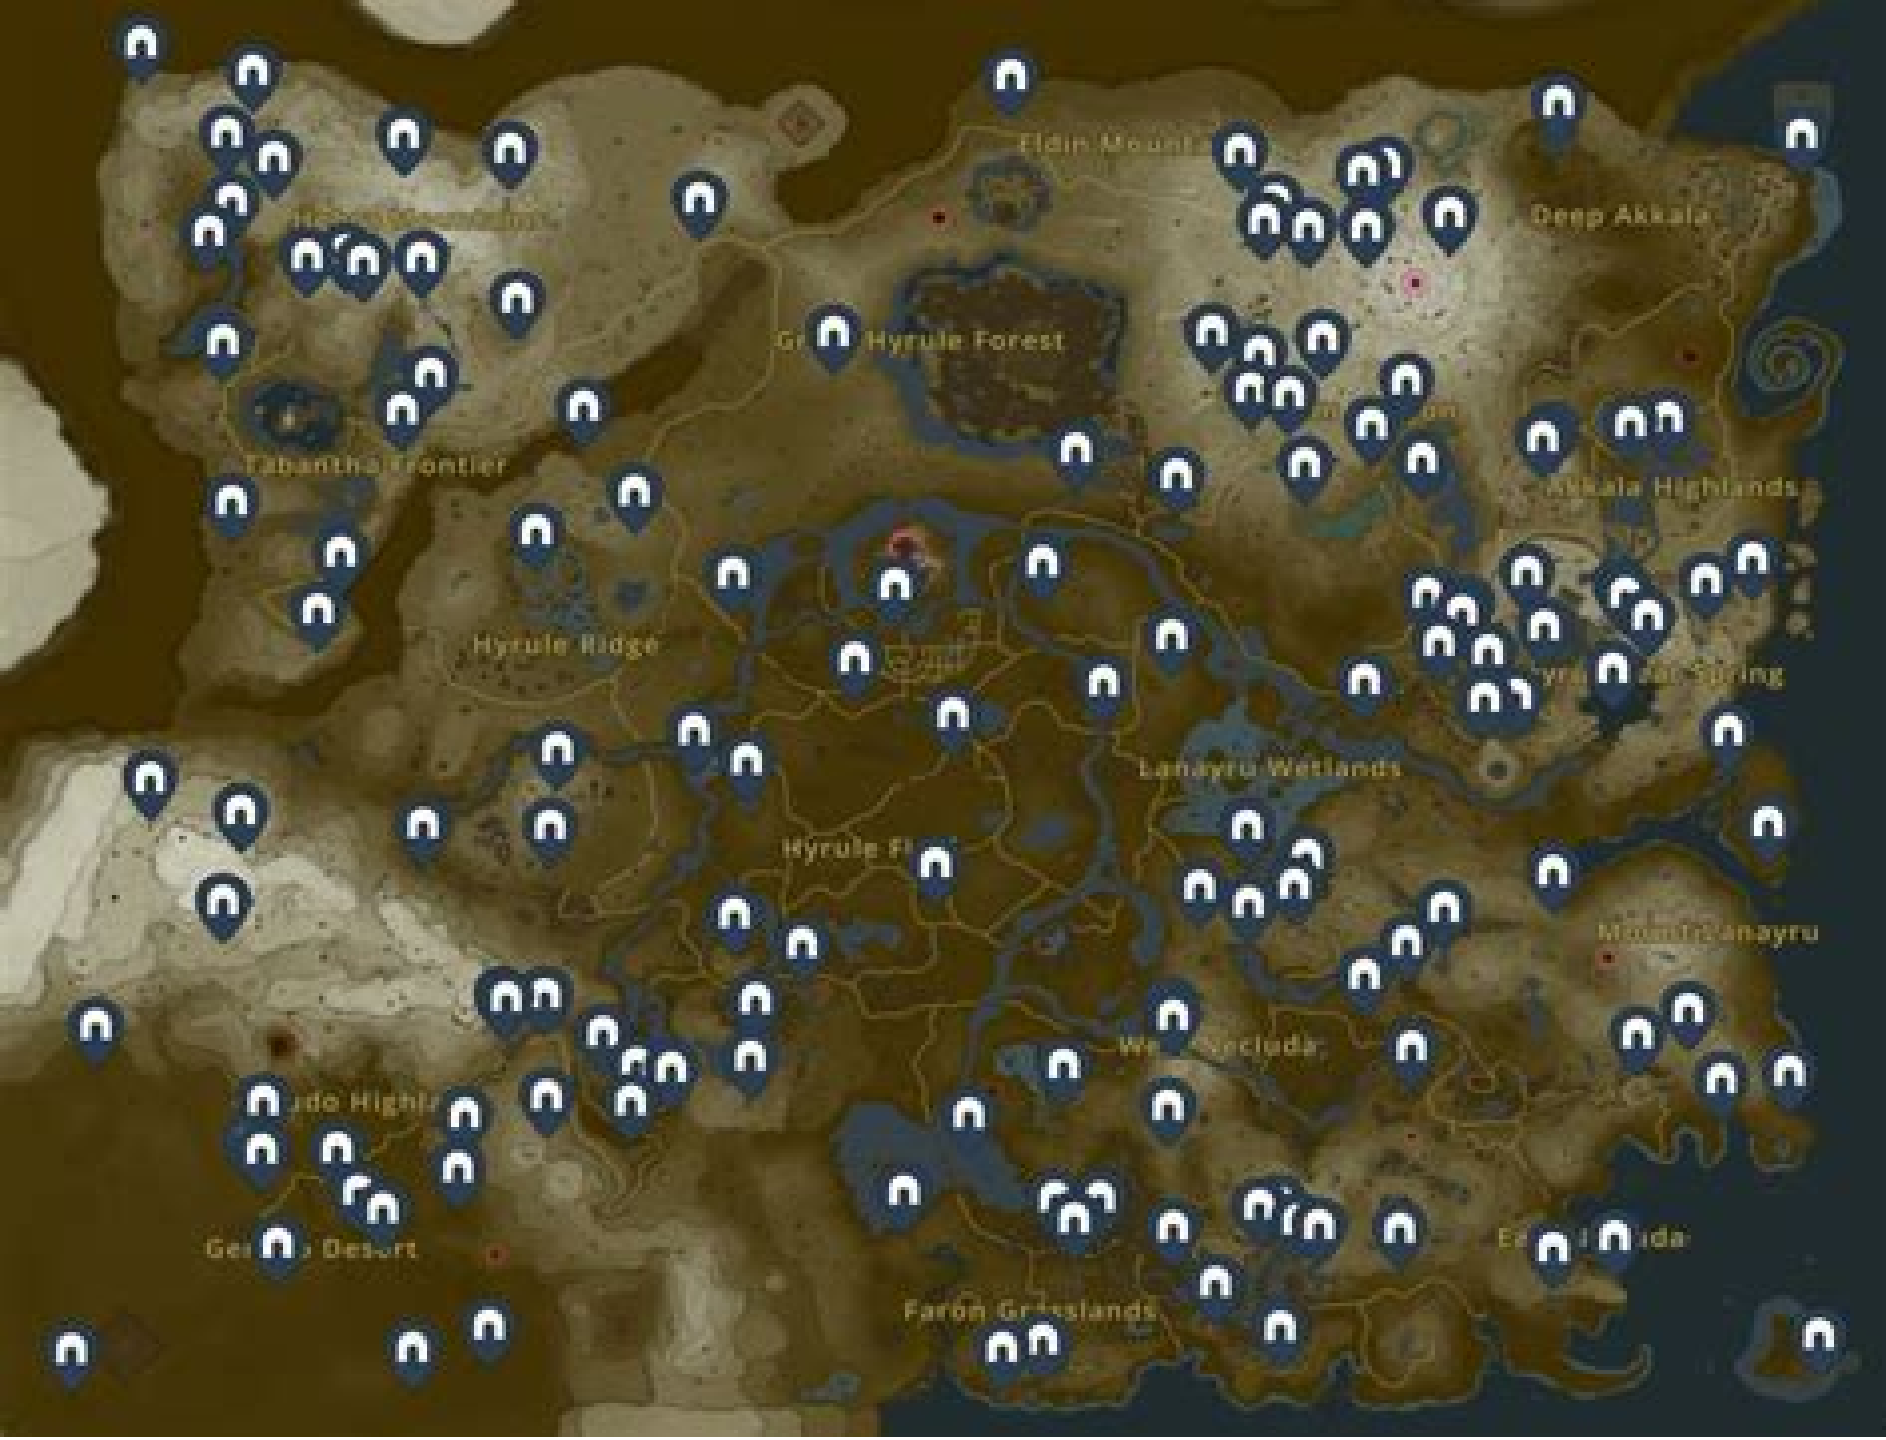 Eldin Mounta
Deep Akkala
Hyrule Forest
Tabantha Frontier
Akkala Highlands
Hyrule Ridge
Spring
Lanayru Wetlands
Hyrule Fi
Mount Lanayru
Necluda
Highla
Desert
Faron Grasslands